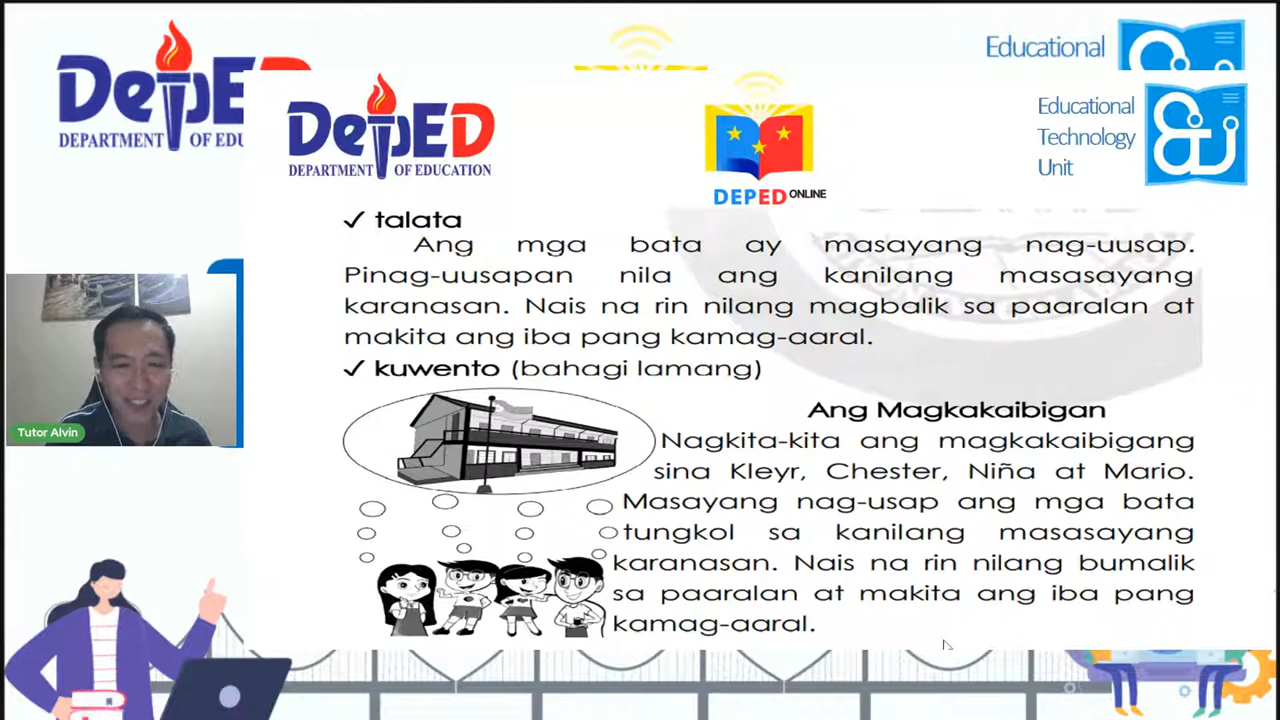 DepED
DEPARTMENT OF EDU
Educational
DepED
DEPARTMENT OF EDUCATION
DEPED ONLINE
Educational
Technology
Unit
✓ talata
Ang mga bata ay masayang nag-uusap.
Pinag-uusapan nila ang kanilang masasayang
karanasan. Nais na rin nilang magbalik sa paaralan at
makita ang iba pang kamag-aaral.
✓ kuwento (bahagi lamang)
Ang Magkakaibigan
Nagkita-kita ang magkakaibigang
sina Kleyr, Chester, Niña at Mario.
Masayang nag-usap ang mga bata
tungkol sa kanilang masasayang
karanasan. Nais na rin nilang bumalik
sa paaralan at makita ang iba pang
kamag-aaral.
Tutor Alvin